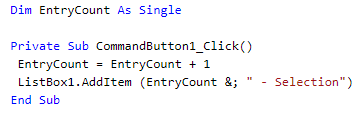 Dim EntryCount As Single
Private Sub CommandButton1_Click()
EntryCount = EntryCount + 1
ListBox1.AddItem (EntryCount &; " - Selection")
End Sub